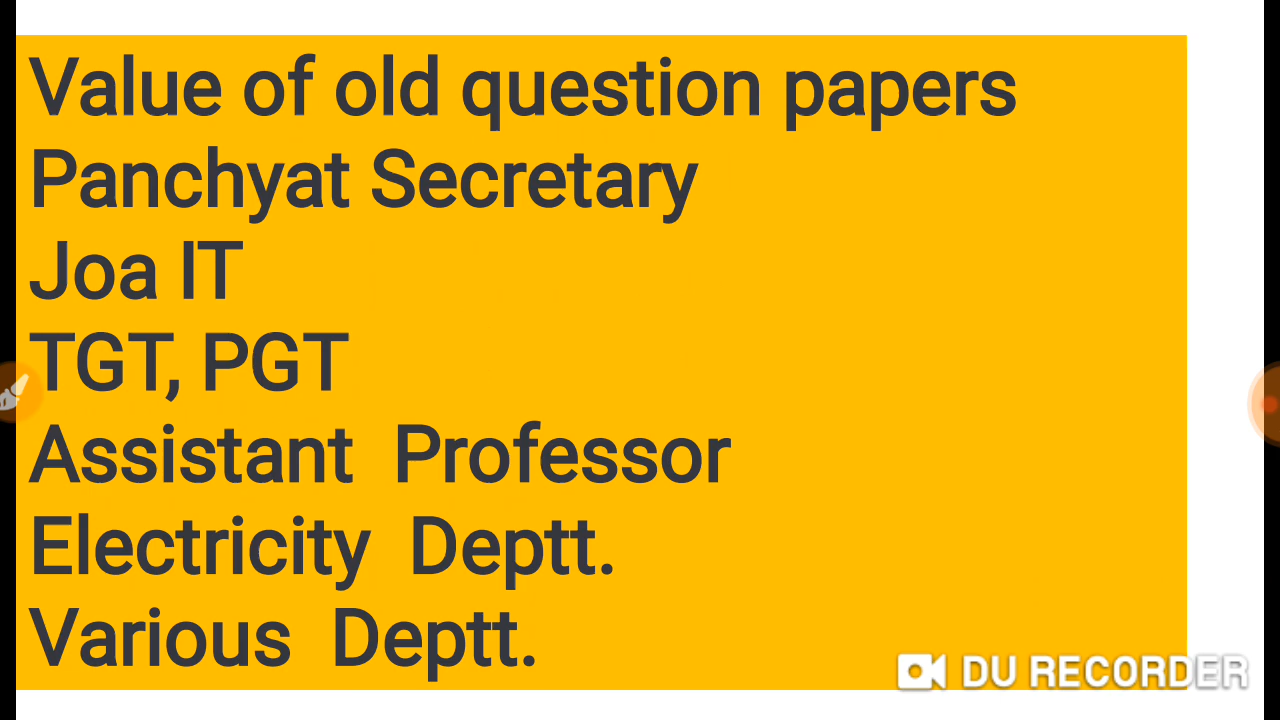 Value of old question papers
Panchyat Secretary
Joa IT
TGT, PGT
Assistant Professor
Electricity Deptt.
Various Deptt.
DU RECORDER